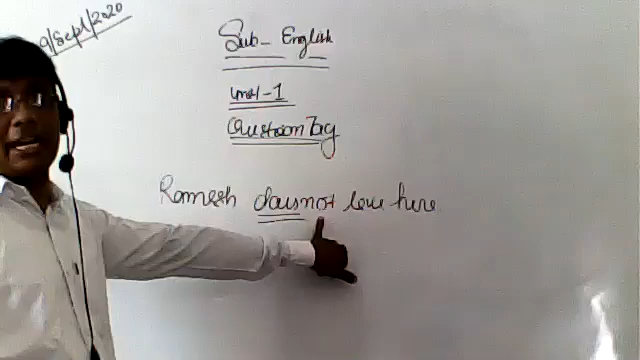 9/Sept/2020
Sub- English
Unit-1
Question Tag
Ramesh does not live here